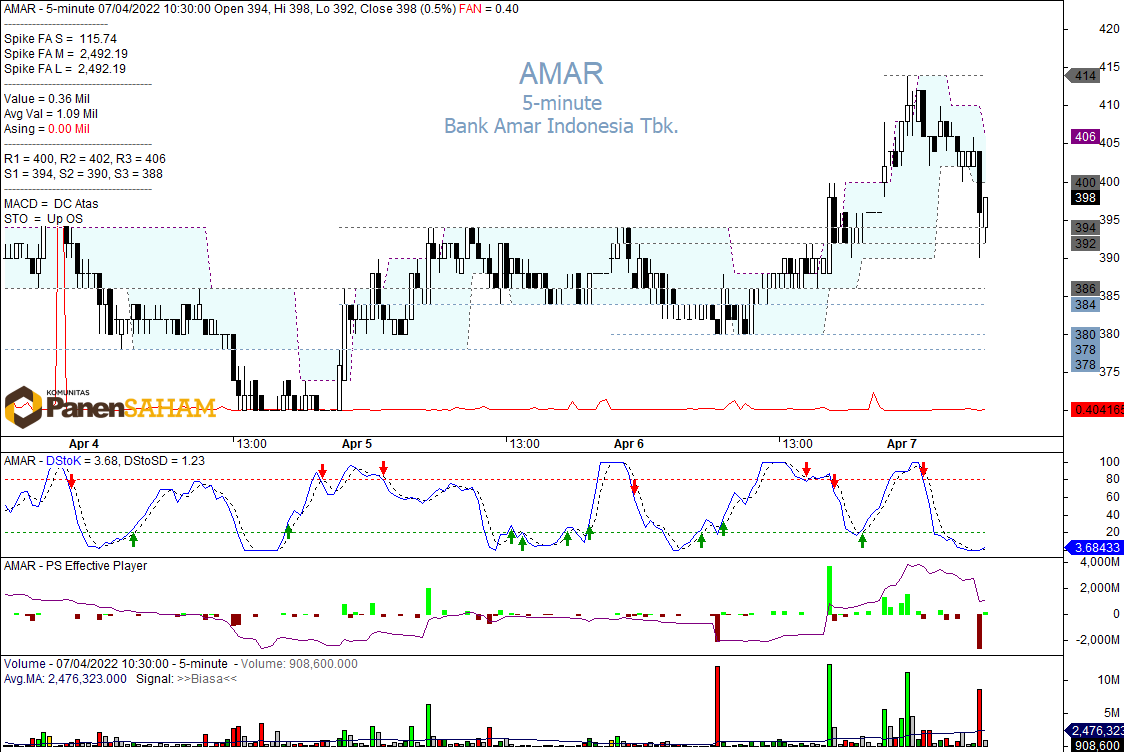 AMAR - 5-minute 07/04/2022 10:30:00 Open 394, Hi 398, Lo 392, Close 398 (0.5%) FAN = 0.40
Spike FA S = 115.74
Spike FA M = 2,492.19
Spike FA L = 2,492.19
Value = 0.36 Mil
Avg Val = 1.09 Mil
Asing = 0.00 Mil
R1 = 400, R2 = 402, R3 = 406
S1 = 394, S2 = 390, S3 = 388
MACD = DC Atas
STO = Up OS
AMAR
5-minute
Bank Amar Indonesia Tbk.
420
415
414
410
406
405
400
400
398
395
394
392
390
386
385
384
380
380
378
378
375
0.404165
KOMUNITAS
PanenSAHAM
Apr 4
13:00
Apr 5
13:00
Apr 6
13:00
Apr 7
AMAR - DStoK = 3.68, DStoSD = 1.23
100
80
60
40
20
3.68433
AMAR - PS Effective Player
4,000M
2,000M
0
-2,000M
Volume - 07/04/2022 10:30:00 - 5-minute - Volume: 908,600.000
Avg.MA: 2,476,323.000 Signal: >>Biasa<<
10M
5M
2,476,323
908,600